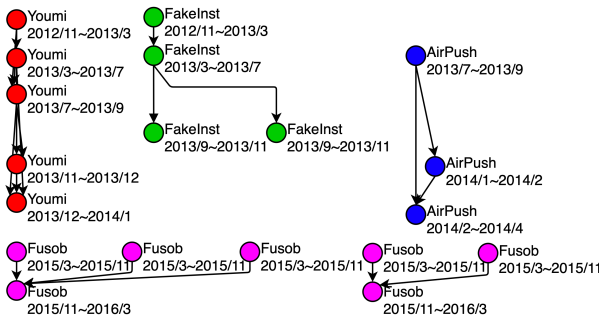 Youmi
2012/11~2013/3
Youmi
2013/3~2013/7
Youmi
2013/7~2013/9
Youmi
2013/11~2013/12
Youmi
2013/12~2014/1
FakeInst
2012/11~2013/3
FakeInst
2013/3~2013/7
FakeInst
2013/9~2013/11
FakeInst
2013/9~2013/11
AirPush
2013/7~2013/9
AirPush
2014/1~2014/2
AirPush
2014/2~2014/4
Fusob
2015/3~2015/11
Fusob
2015/3~2015/11
Fusob
2015/3~2015/11
Fusob
2015/11~2016/3
Fusob
2015/3~2015/11
Fusob
2015/3~2015/11
Fusob
2015/11~2016/3